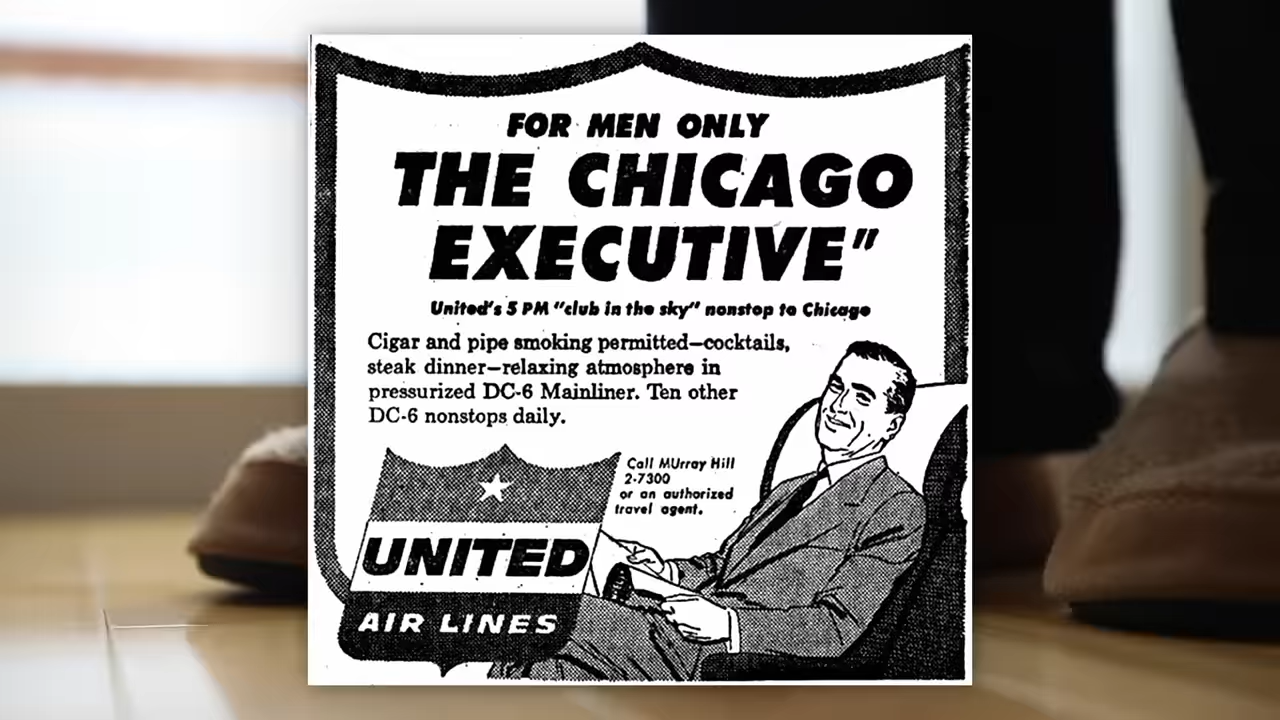 FOR MEN ONLY
THE CHICAGO
EXECUTIVE"
United's 5 PM "club in the sky" nonstop to Chicago
Cigar and pipe smoking permitted—cocktails,
steak dinner—relaxing atmosphere in
pressurized DC-6 Mainliner. Ten other
DC-6 nonstops daily.
Call MUrray Hill
2-7300
or an authorized
travel agent.
UNITED
AIR LINES